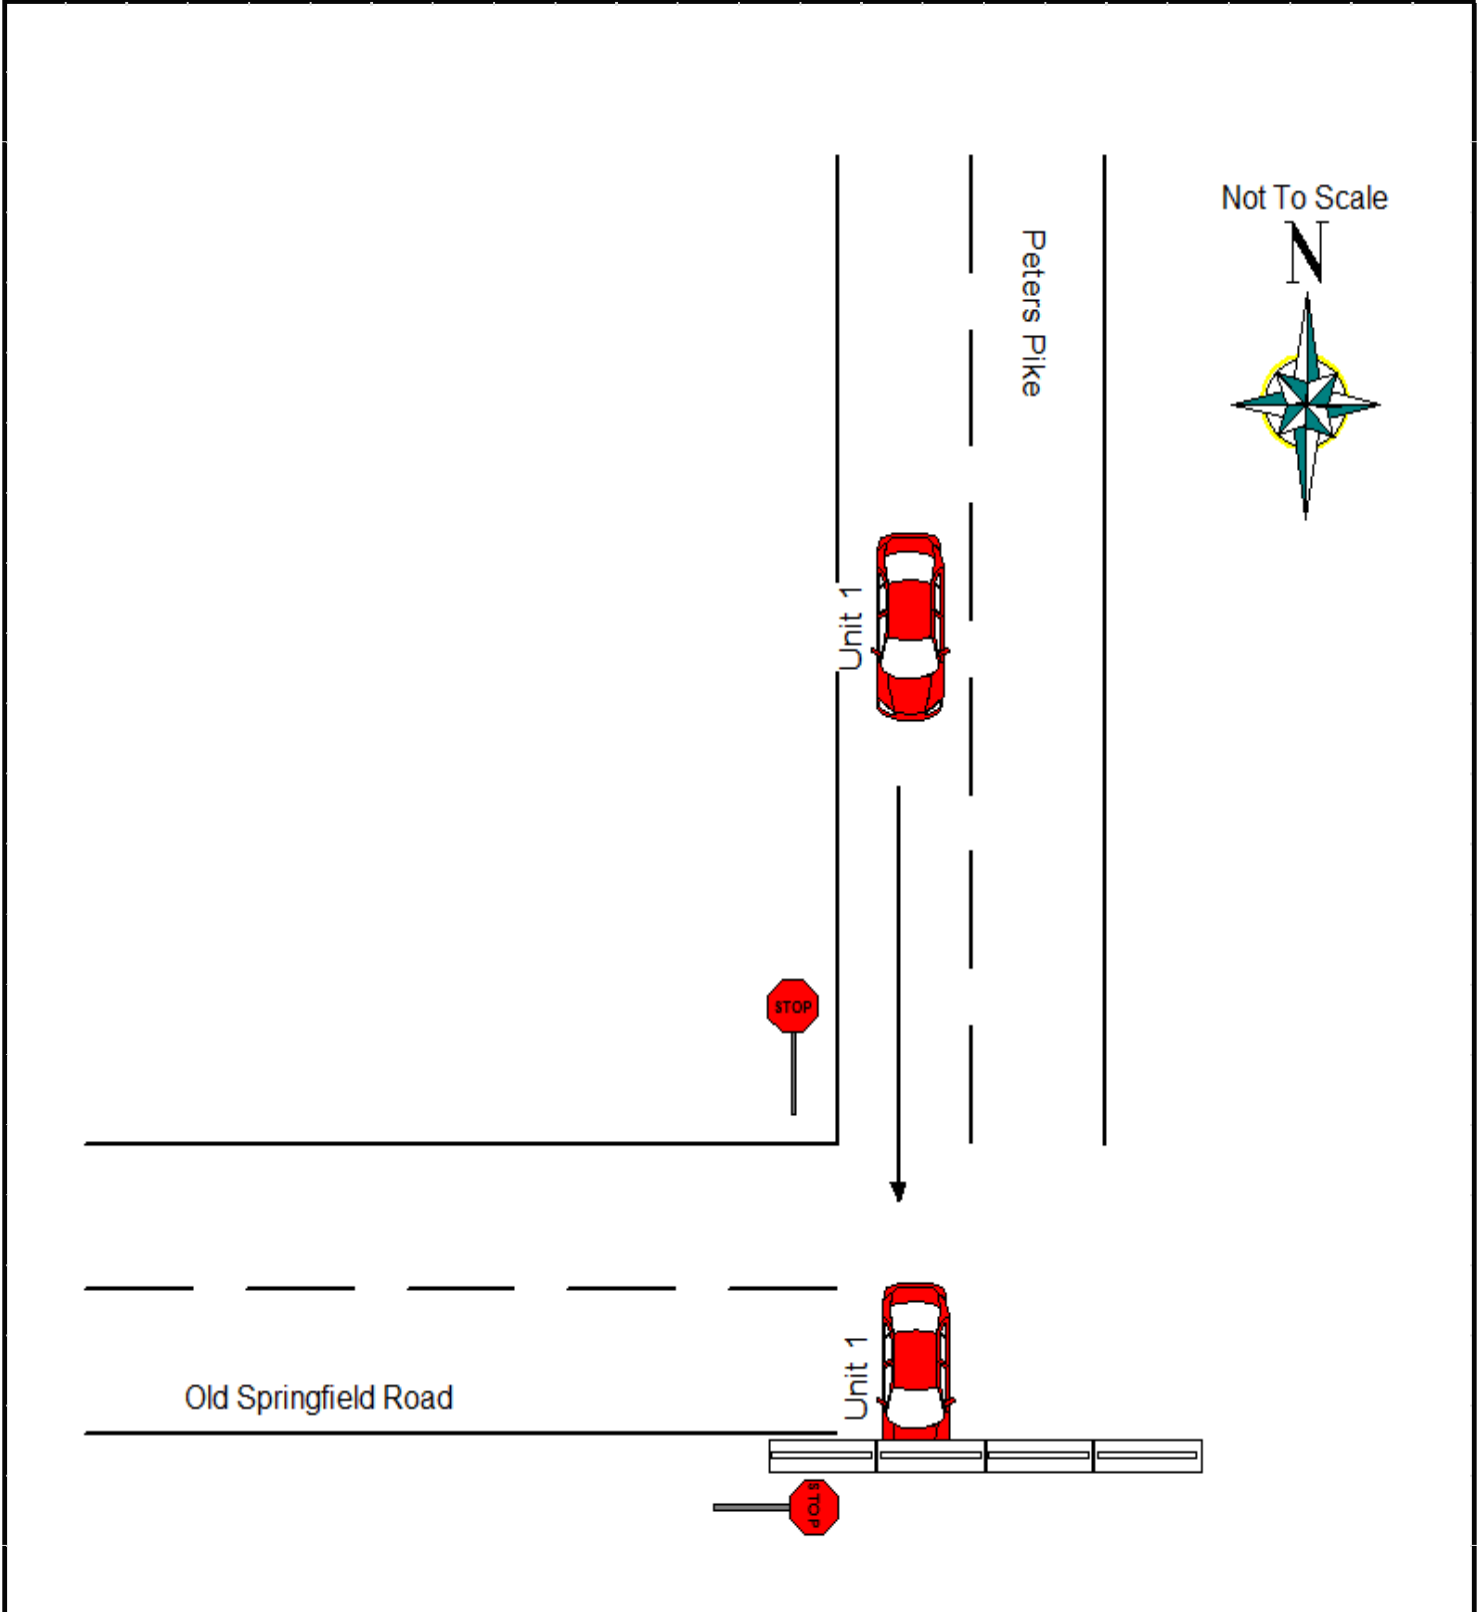 Not To Scale
N
Peters Pike
Unit 1
STOP
Unit 1
Old Springfield Road
STOP